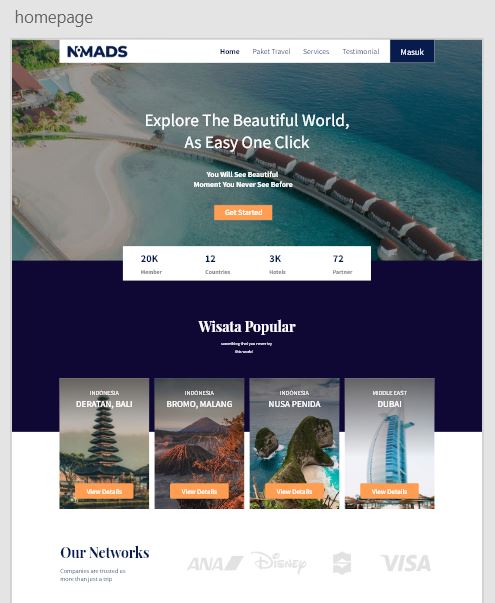 homepage
NOMADS
Home Paket Travel Services Testimonial Masuk
Explore The Beautiful World,
As Easy One Click
You Will See Beautiful
Moment You Never See Before
Get Started
20K 12 3K 72
Member Countries Hotels Partner
Wisata Popular
something that you never try
this world
INDONESIA INDONESIA INDONESIA MIDDLE EAST
DERATAN, BALI BROMO, MALANG NUSA PENIDA DUBAI
View Details View Details View Details View Details
Our Networks
ANA Disney VISA
Companies are trusted us
more than just a trip